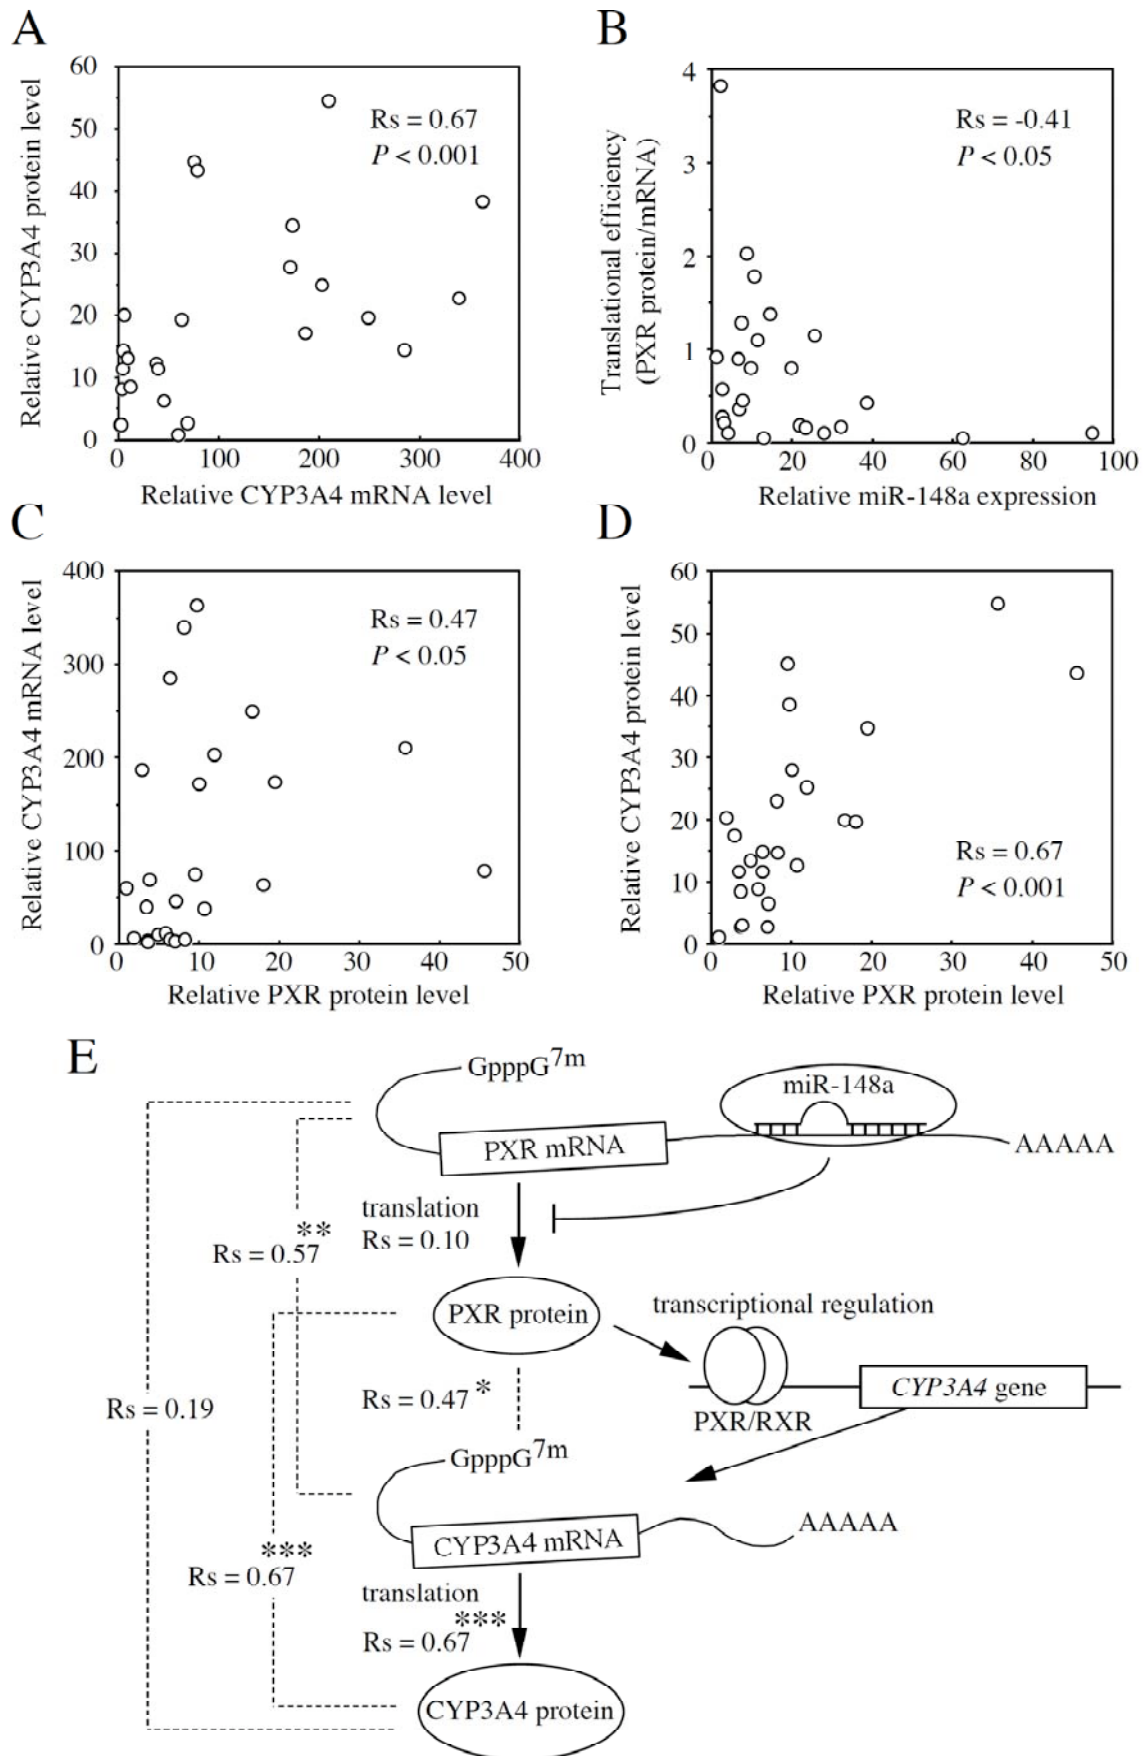 A
Relative CYP3A4 protein level
60
50
40
30
20
10
0
Rs = 0.67
P < 0.001
0 100 200 300 400
Relative CYP3A4 mRNA level
B
Translational efficiency
(PXR protein/mRNA)
4
3
2
1
0
Rs = -0.41
P < 0.05
0 20 40 60 80 100
Relative miR-148a expression
C
Relative CYP3A4 mRNA level
400
300
200
100
0
Rs = 0.47
P < 0.05
0 10 20 30 40 50
Relative PXR protein level
D
Relative CYP3A4 protein level
60
50
40
30
20
10
0
Rs = 0.67
P < 0.001
0 10 20 30 40 50
Relative PXR protein level
E
GpppG7m
miR-148a
PXR mRNA
AAAAA
translation
Rs = 0.10
**
Rs = 0.57
PXR protein
transcriptional regulation
Rs = 0.47 *
Rs = 0.19
CYP3A4 gene
PXR/RXR
GpppG7m
CYP3A4 mRNA
AAAAA
***
Rs = 0.67
translation
***
Rs = 0.67
CYP3A4 protein